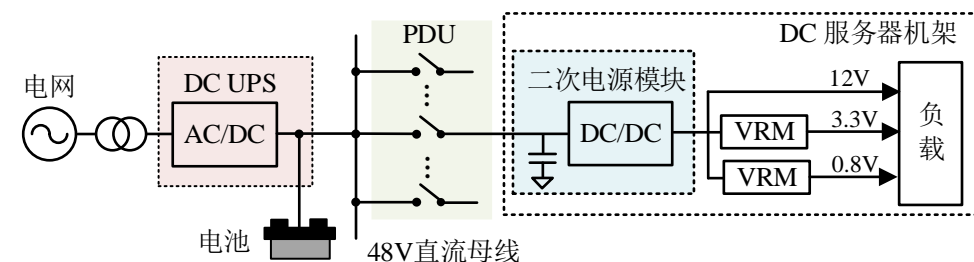 PDU
DC 服务器机架
电网
DC UPS
二次电源模块
12V
AC/DC
DC/DC
VRM
3.3V
负载
VRM
0.8V
电池
48V直流母线